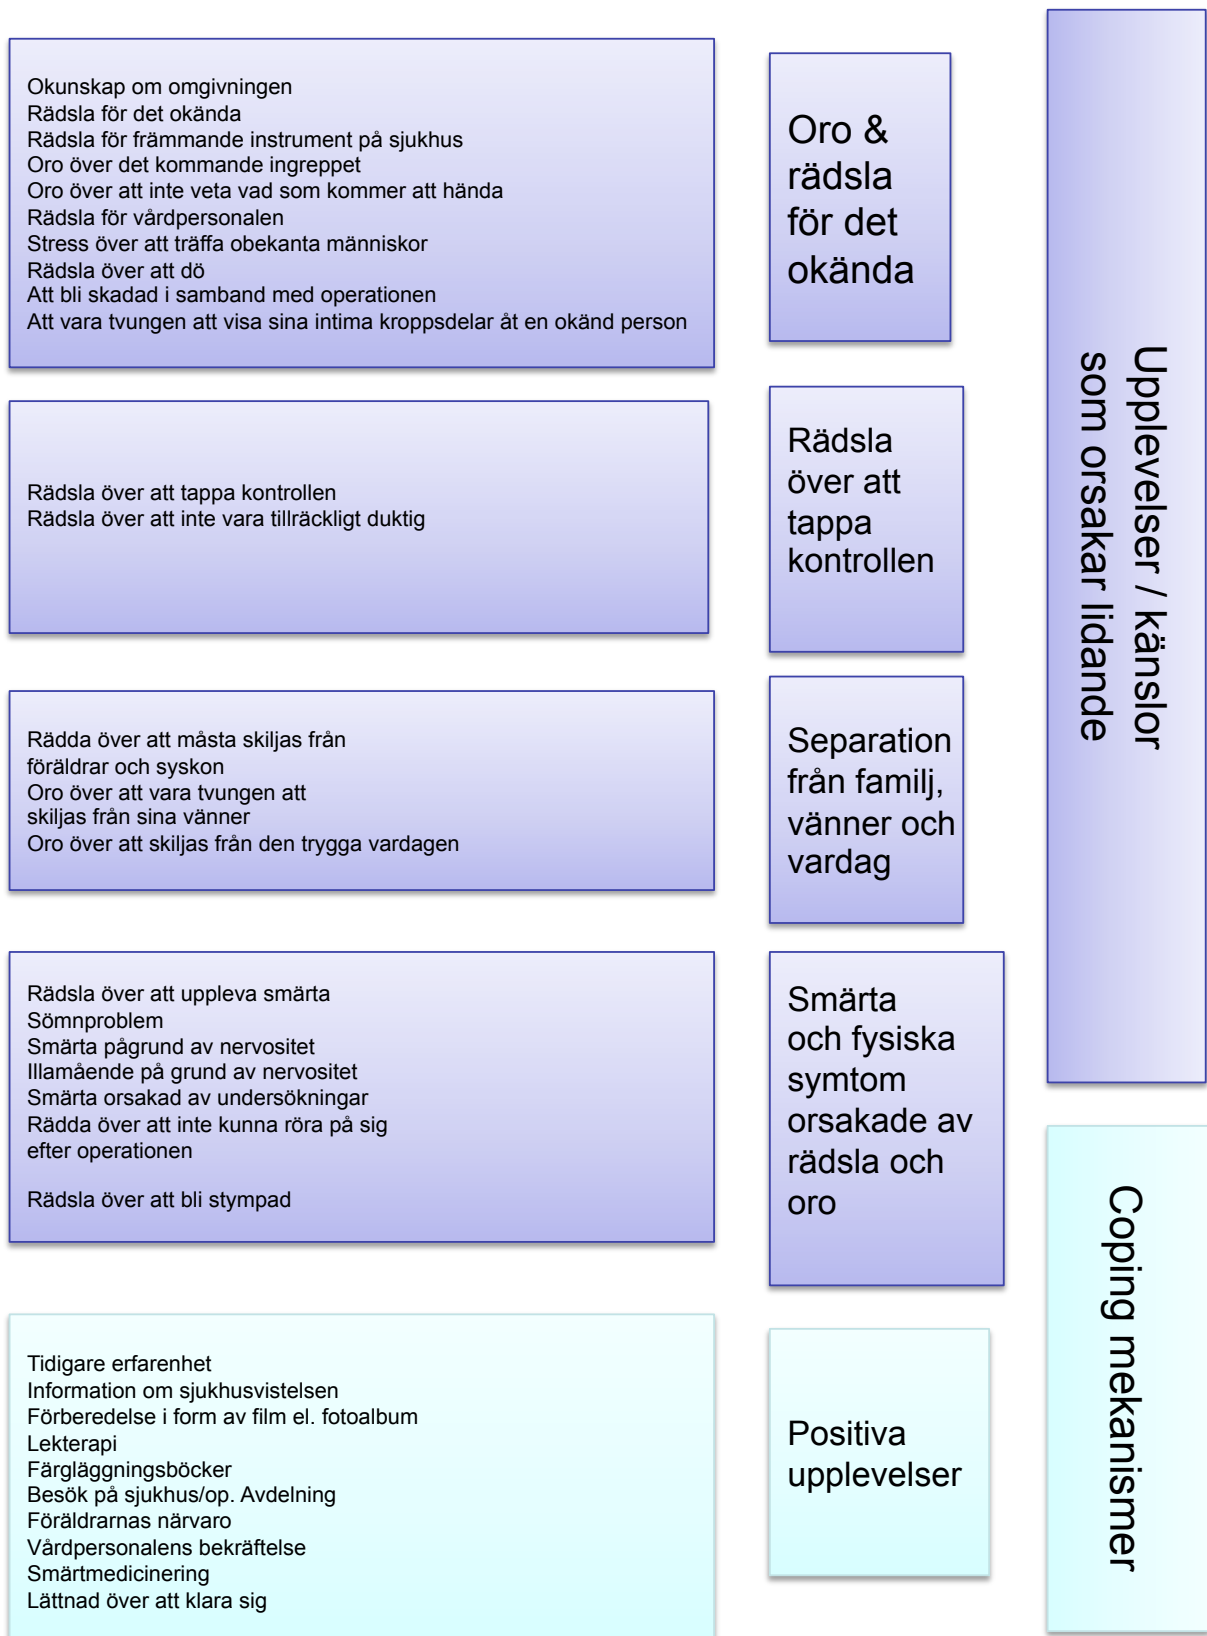 Okunskap om omgivningen
Rädsla för det okända
Rädsla för främmande instrument på sjukhus
Oro över det kommande ingreppet
Oro över att inte veta vad som kommer att hända
Rädsla för vårdpersonalen
Stress över att träffa obekanta människor
Rädsla över att dö
Att bli skadad i samband med operationen
Att vara tvungen att visa sina intima kroppsdelar åt en okänd person
Oro &
rädsla
för det
okända
Rädsla över att tappa kontrollen
Rädsla över att inte vara tillräckligt duktig
Rädsla
över att
tappa
kontrollen
Rädda över att måsta skiljas från
föräldrar och syskon
Oro över att vara tvungen att
skiljas från sina vänner
Oro över att skiljas från den trygga vardagen
Separation
från familj,
vänner och
vardag
Rädsla över att uppleva smärta
Sömnproblem
Smärta pågrund av nervositet
Illamående på grund av nervositet
Smärta orsakad av undersökningar
Rädda över att inte kunna röra på sig
efter operationen
Rädsla över att bli stympad
Smärta
och fysiska
symtom
orsakade av
rädsla och
oro
Upplevelser / känslor
som orsakar lidande
Tidigare erfarenhet
Information om sjukhusvistelsen
Förberedelse i form av film el. fotoalbum
Lekterapi
Färgläggningsböcker
Besök på sjukhus/op. Avdelning
Föräldrarnas närvaro
Vårdpersonalens bekräftelse
Smärtmedicinering
Lättnad över att klara sig
Positiva
upplevelser
Coping mekanismer